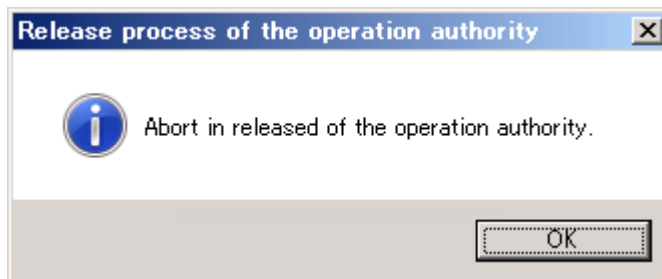 Release process of the operation authority
Abort in released of the operation authority.
OK